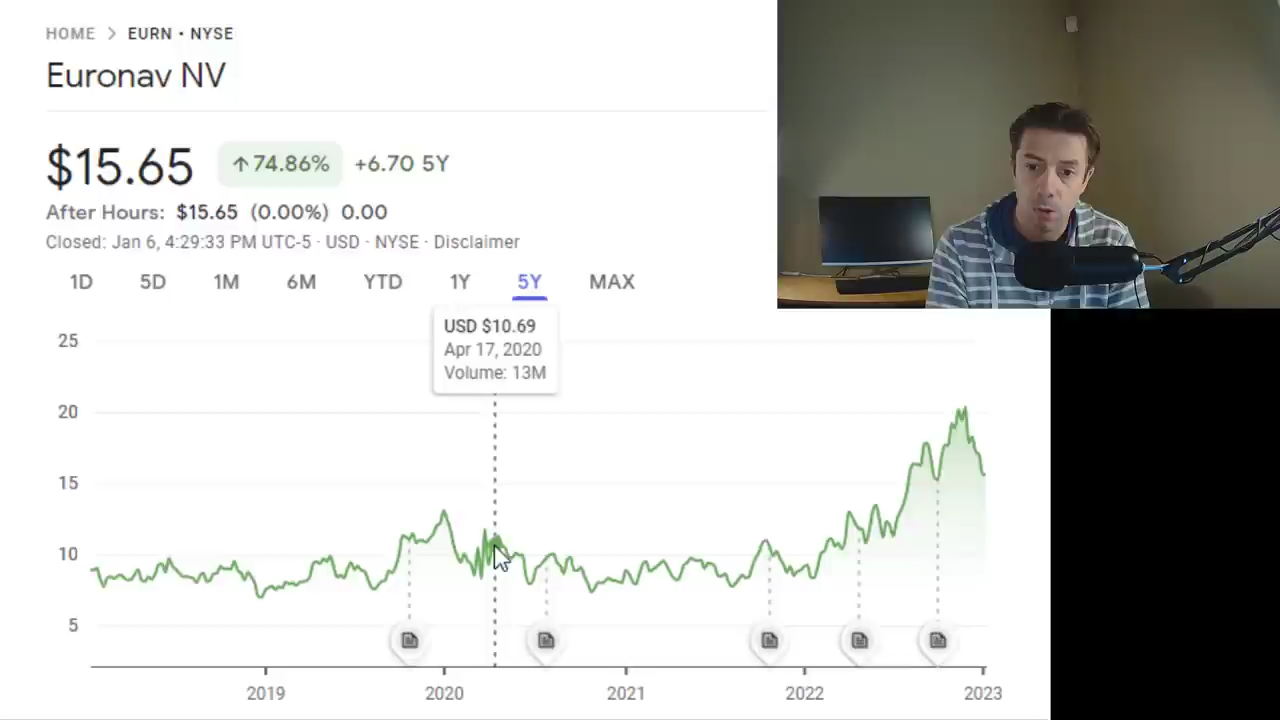 HOME > EURN • NYSE
Euronav NV
$15.65 ↑ 74.86% +6.70 5Y
After Hours: $15.65 (0.00%) 0.00
Closed: Jan 6, 4:29:33 PM UTC-5 · USD · NYSE · Disclaimer
1D 5D 1M 6M YTD 1Y 5Y MAX
USD $10.69
Apr 17, 2020
Volume: 13M
25
20
15
10
5
2019 2020 2021 2022 2023